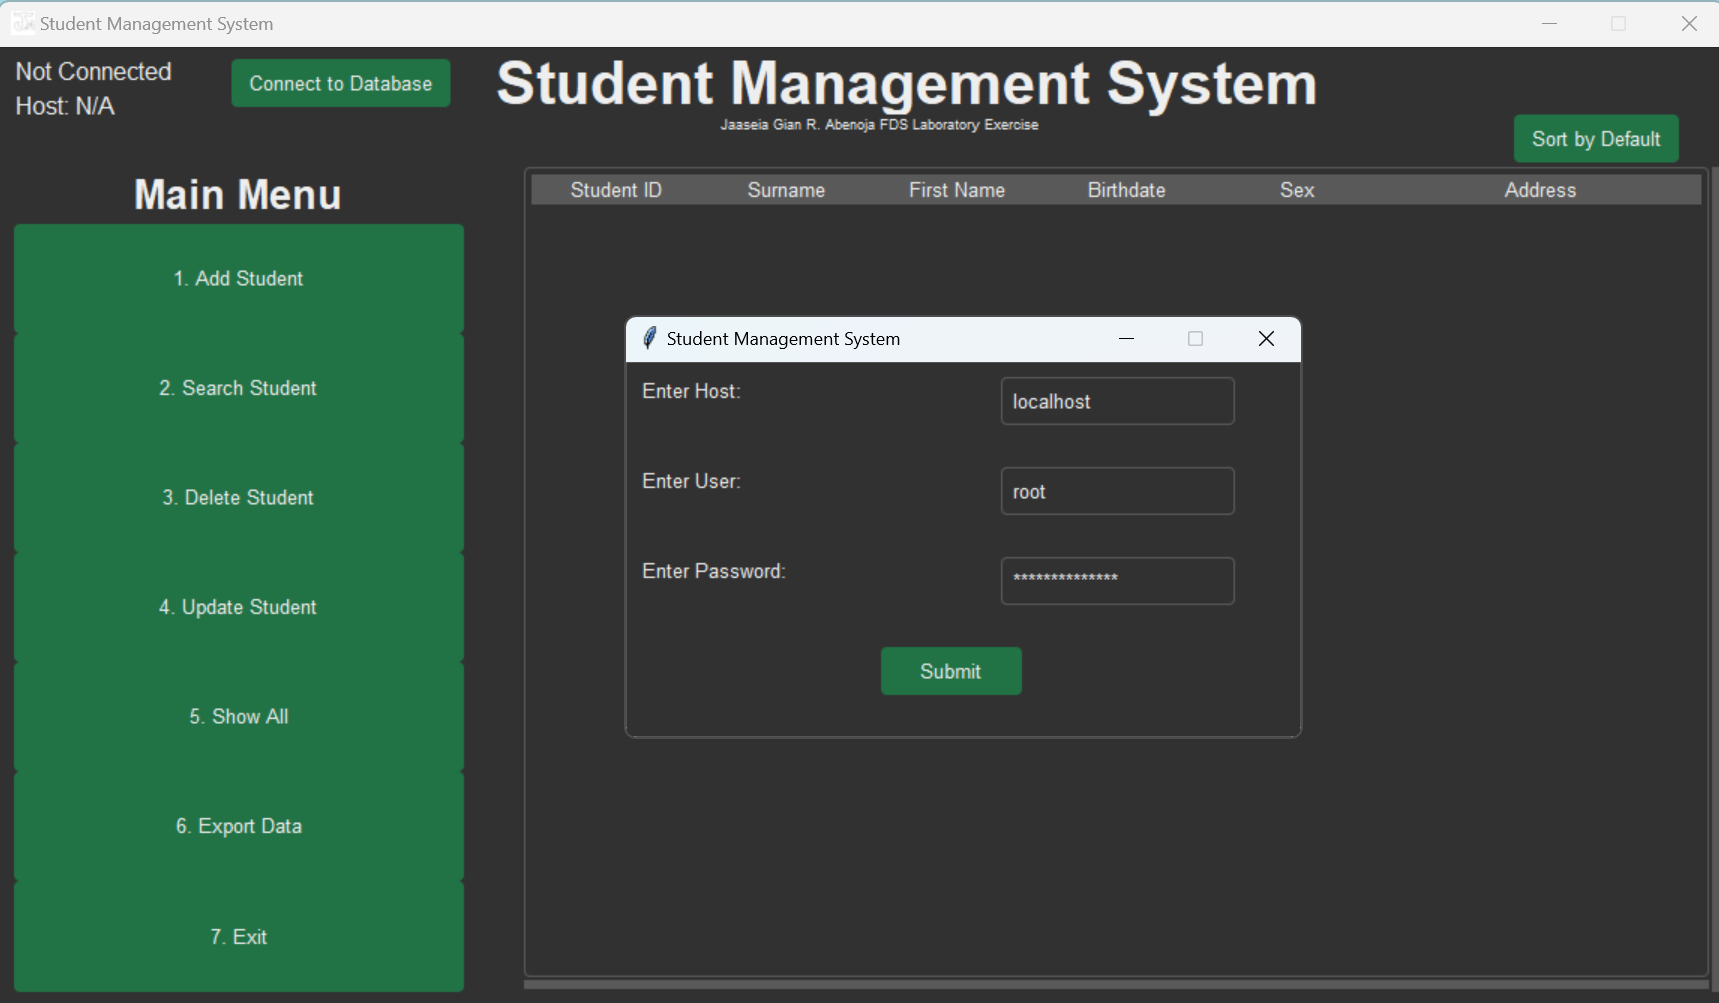 Student Management System
Not Connected
Host: N/A
Connect to Database
Student Management System
Jaaseia Gian R. Abenoja FDS Laboratory Exercise
Sort by Default
Main Menu
1. Add Student
2. Search Student
3. Delete Student
4. Update Student
5. Show All
6. Export Data
7. Exit
Student ID Surname First Name Birthdate Sex Address
Student Management System
Enter Host: localhost
Enter User: root
Enter Password: **************
Submit